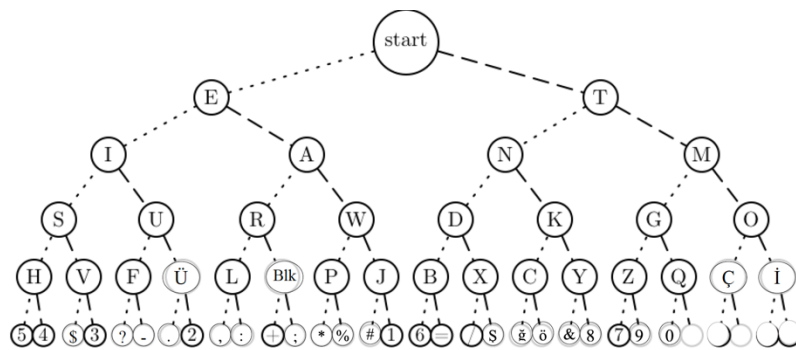 start
E T
I A N M
S U R W D K G O
H V F Ü L Blk P J B X C Y Z Q Ç İ
5 4 $ 3 ? - . 2 , : + ; * % # 1 6 = / Ş ğ ö & 8 7 9 0